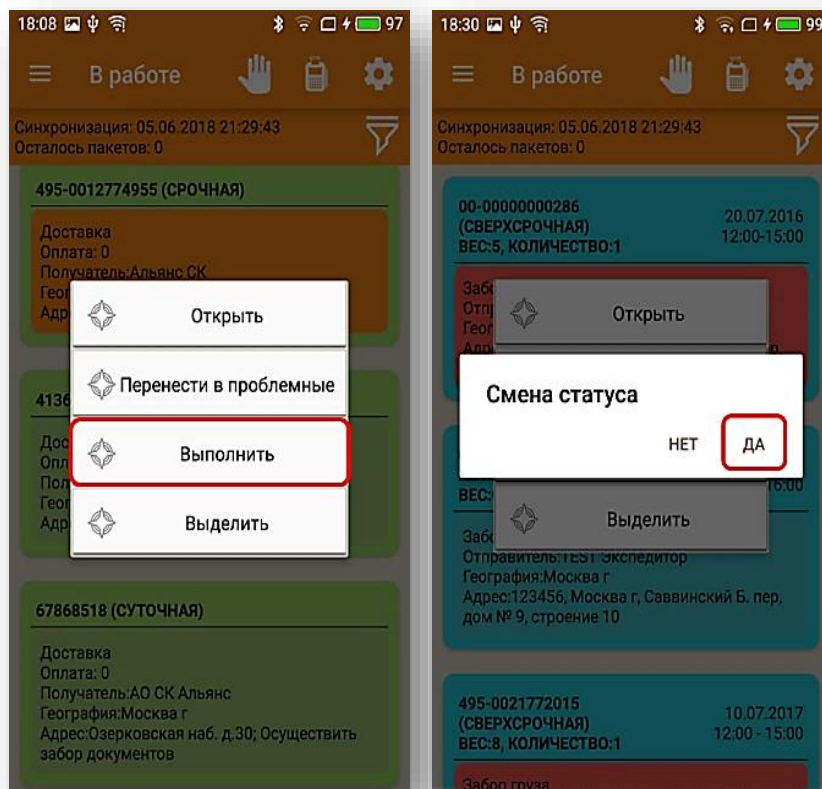 18:08
97
В работе
Синхронизация: 05.06.2018 21:29:43
Осталось пакетов: 0
495-0012774955 (СРОЧНАЯ)
Доставка
Оплата: 0
Получатель:Альянс СК
Открыть
Перенести в проблемные
Выполнить
Выделить
67868518 (СУТОЧНАЯ)
Доставка
Оплата: 0
Получатель:АО СК Альянс
География:Москва г
Адрес:Озерковская наб. д.30; Осуществить
забор документов
18:30
99
В работе
Синхронизация: 05.06.2018 21:29:43
Осталось пакетов: 0
00-00000000286
(СВЕРХСРОЧНАЯ)
ВЕС:5, КОЛИЧЕСТВО:1
20.07.2016
12:00-15:00
Открыть
Смена статуса
НЕТ
ДА
ВЕС:
Выделить
Отправитель:TEST Экспедитор
География:Москва г
Адрес:123456, Москва г, Саввинский Б. пер,
дом № 9, строение 10
495-0021772015
(СВЕРХСРОЧНАЯ)
ВЕС:8, КОЛИЧЕСТВО:1
10.07.2017
12:00 - 15:00
Забор груза